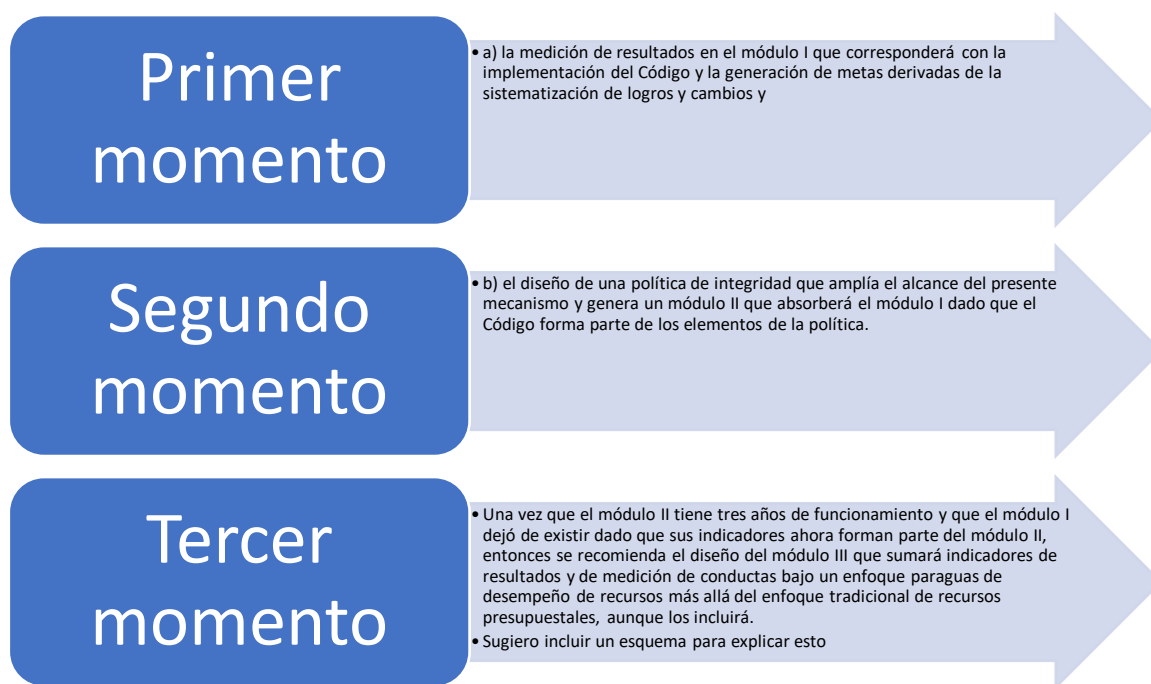 Primer
momento
• a) la medición de resultados en el módulo I que corresponderá con la
implementación del Código y la generación de metas derivadas de la
sistematización de logros y cambios y
Segundo
momento
• b) el diseño de una política de integridad que amplía el alcance del presente
mecanismo y genera un módulo II que absorberá el módulo I dado que el
Código forma parte de los elementos de la política.
Tercer
momento
• Una vez que el módulo II tiene tres años de funcionamiento y que el módulo I
dejó de existir dado que sus indicadores ahora forman parte del módulo II,
entonces se recomienda el diseño del módulo III que sumará indicadores de
resultados y de medición de conductas bajo un enfoque paraguas de
desempeño de recursos más allá del enfoque tradicional de recursos
presupuestales, aunque los incluirá.
• Sugiero incluir un esquema para explicar esto